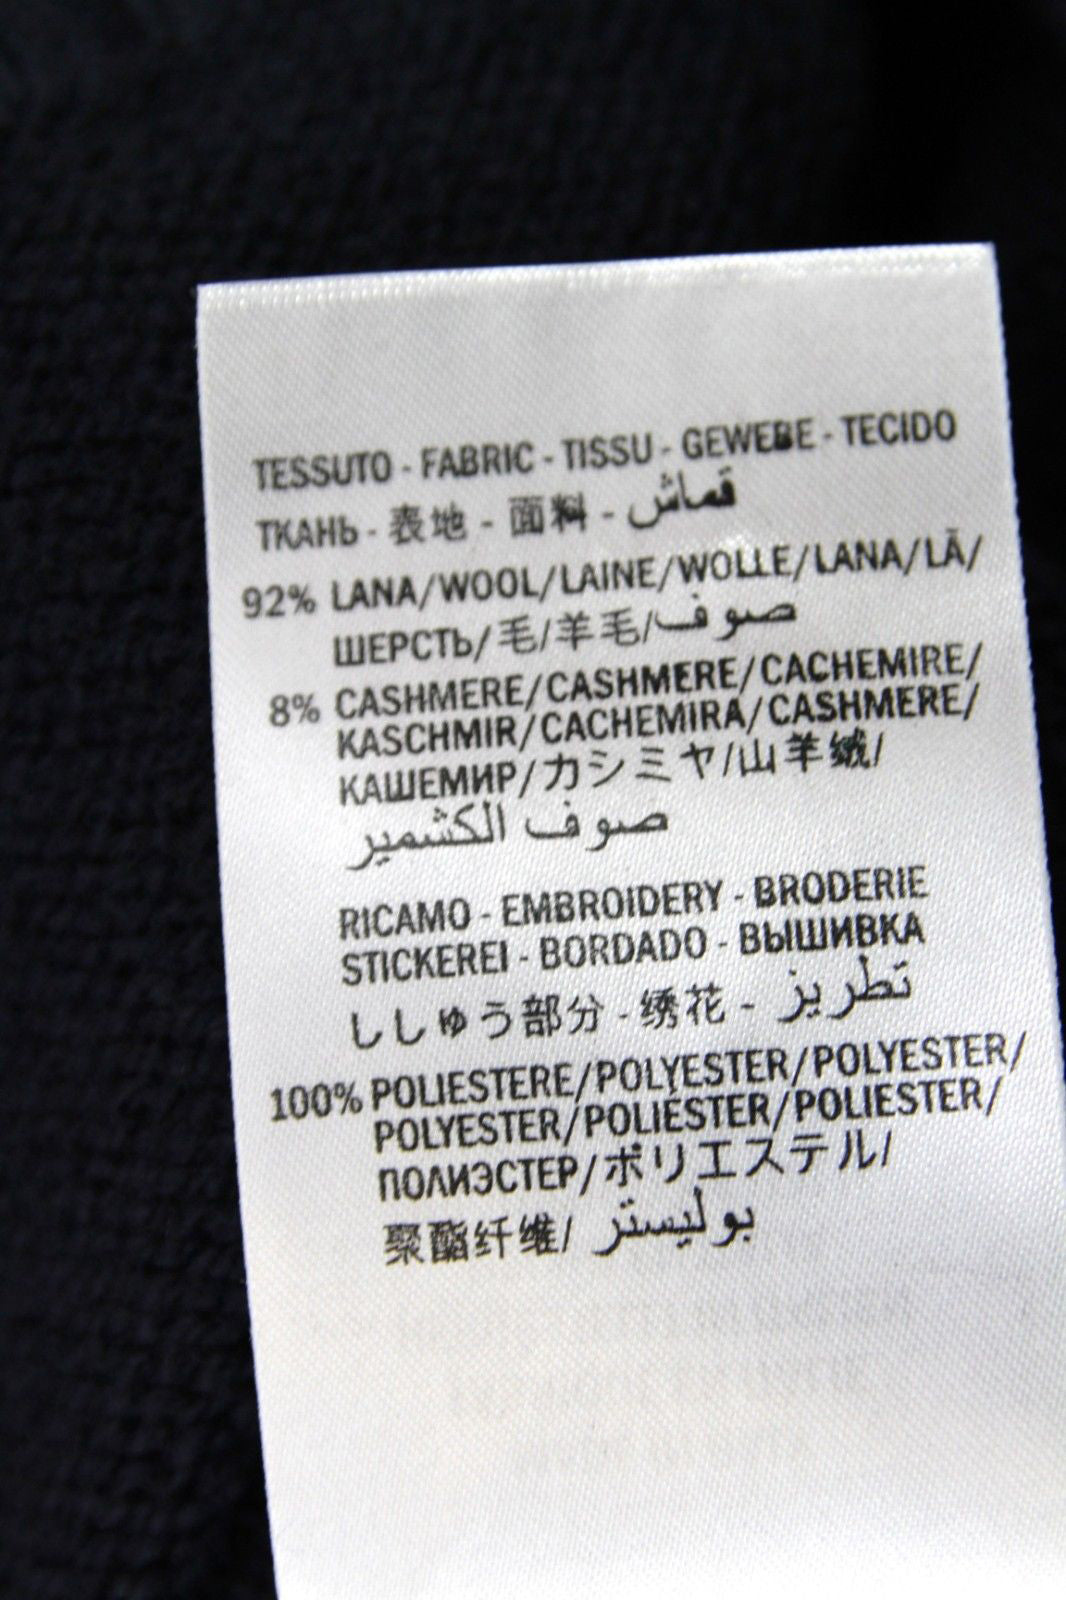 TESSUTO - FABRIC - TISSU - GEWEBE - TECIDO
ТКАНЬ - 表地 - 面料 - قماش
92% LANA/WOOL/LAINE/WOLLE/LANA/LÃ/
ШЕРСТЬ/毛/羊毛/صوف
8% CASHMERE/CASHMERE/CACHEMIRE/
KASCHMIR/CACHEMIRA/CASHMERE/
КАШЕМИР/カシミヤ/山羊绒/
صوف الكشمير
RICAMO - EMBROIDERY - BRODERIE
STICKEREI - BORDADO - ВЫШИВКА
ししゅう部分 - 绣花 - تطريز
100% POLIESTERE/POLYESTER/POLYESTER/
POLYESTER/POLIÉSTER/POLIESTER/
ПОЛИЭСТЕР/ポリエステル/
聚酯纤维/ بوليستر